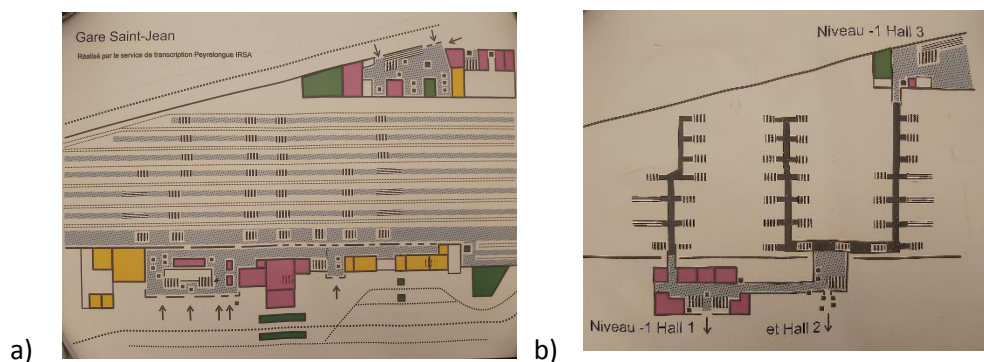 Gare Saint-Jean
Réalisé par le service de transcription Peyrelongue IRSA
a)
Niveau -1 Hall 3
Niveau -1 Hall 1
et Hall 2
b)